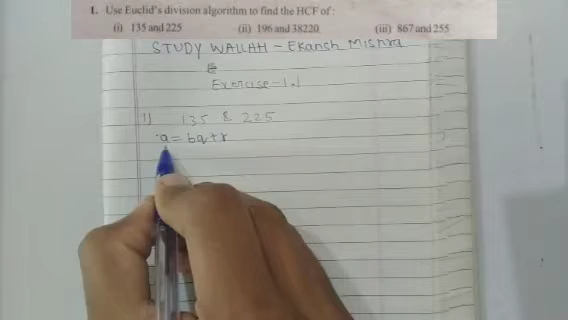 1. Use Euclid's division algorithm to find the HCF of :
(i) 135 and 225 (ii) 196 and 38220 (iii) 867 and 255
STUDY WALLAH - Ekansh Mishra
E
Exercise-1.1
1) 135 & 225
a = bq+r